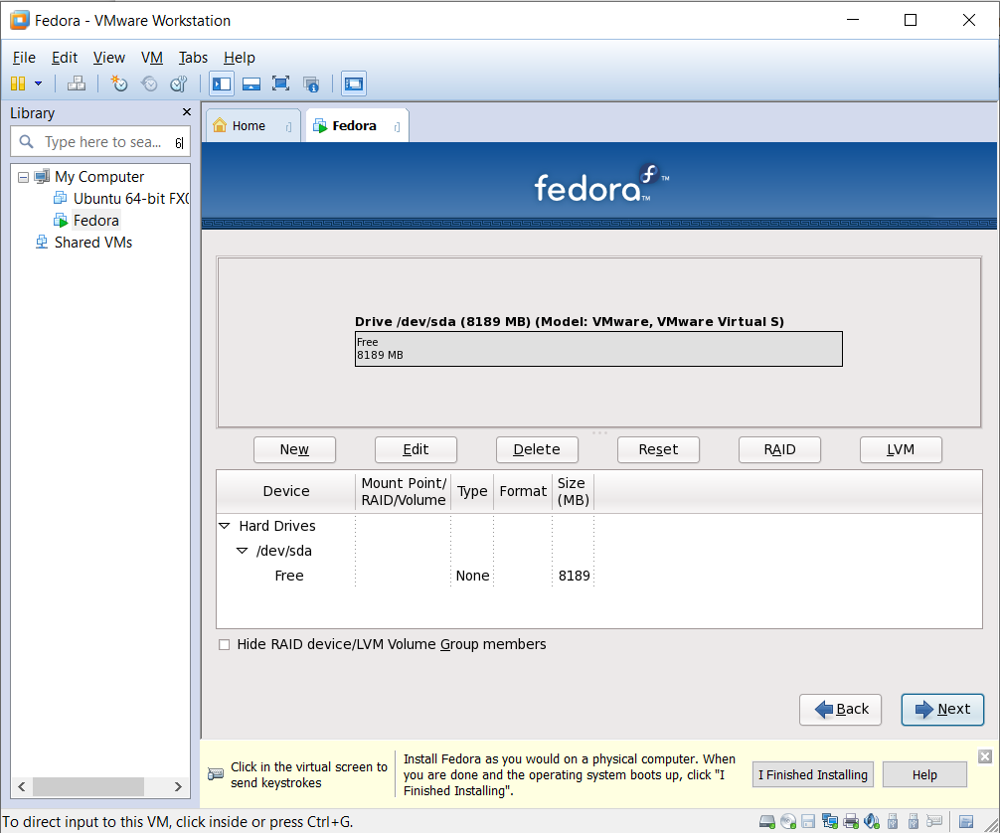 Fedora - VMware Workstation
File Edit View VM Tabs Help
Library
Type here to sea...
My Computer
Ubuntu 64-bit FX
Fedora
Shared VMs
Home
Fedora
fedora f ™
™
Drive /dev/sda (8189 MB) (Model: VMware, VMware Virtual S)
Free
8189 MB
New Edit Delete Reset RAID LVM
Device
Mount Point/
RAID/Volume
Type
Format
Size
(MB)
Hard Drives
/dev/sda
Free None 8189
Hide RAID device/LVM Volume Group members
Back Next
Click in the virtual screen to
send keystrokes
Install Fedora as you would on a physical computer. When
you are done and the operating system boots up, click "I
Finished Installing".
I Finished Installing
Help
To direct input to this VM, click inside or press Ctrl+G.